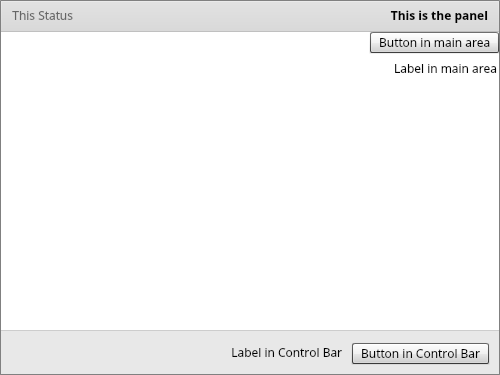 This Status
This is the panel
Button in main area
Label in main area
Label in Control Bar
Button in Control Bar